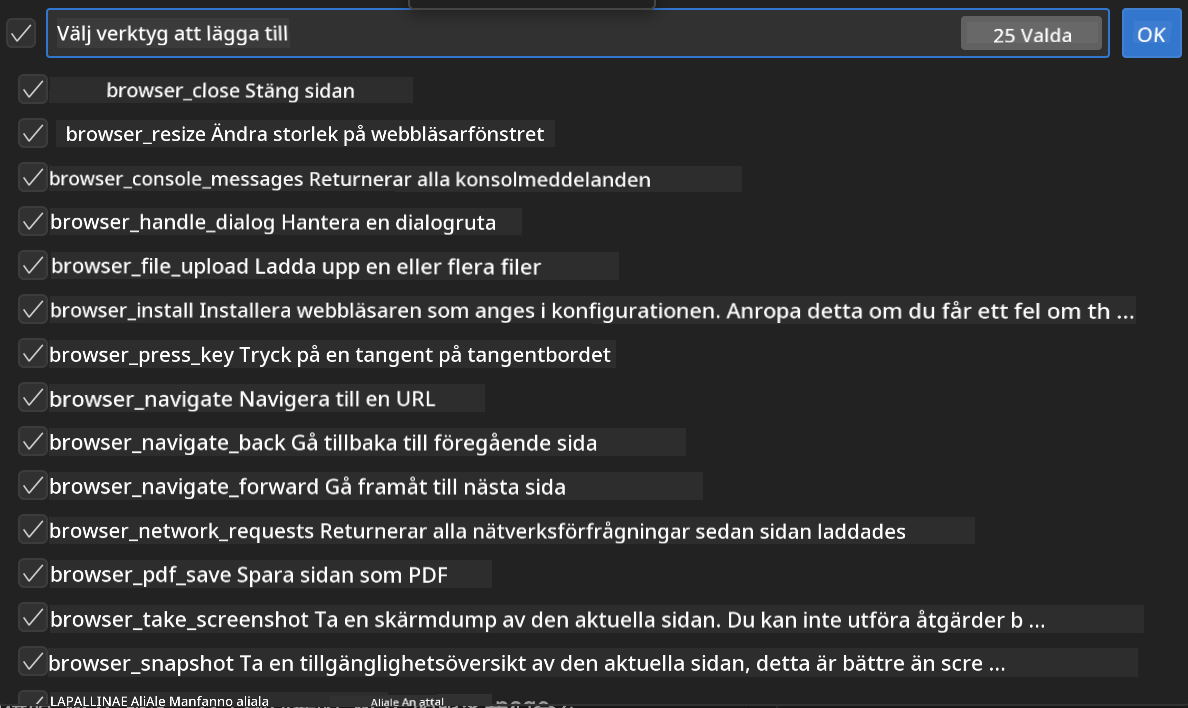 Välj verktyg att lägga till
25 Valda
OK
browser_close Stäng sidan
browser_resize Ändra storlek på webbläsarfönstret
browser_console_messages Returnerar alla konsolmeddelanden
browser_handle_dialog Hantera en dialogruta
browser_file_upload Ladda upp en eller flera filer
browser_install Installera webbläsaren som anges i konfigurationen. Anropa detta om du får ett fel om th ...
browser_press_key Tryck på en tangent på tangentbordet
browser_navigate Navigera till en URL
browser_navigate_back Gå tillbaka till föregående sida
browser_navigate_forward Gå framåt till nästa sida
browser_network_requests Returnerar alla nätverksförfrågningar sedan sidan laddades
browser_pdf_save Spara sidan som PDF
browser_take_screenshot Ta en skärmdump av den aktuella sidan. Du kan inte utföra åtgärder b ...
browser_snapshot Ta en tillgänglighetsöversikt av den aktuella sidan, detta är bättre än scre ...
LAPALLINAE AliAle Manfanno aliala